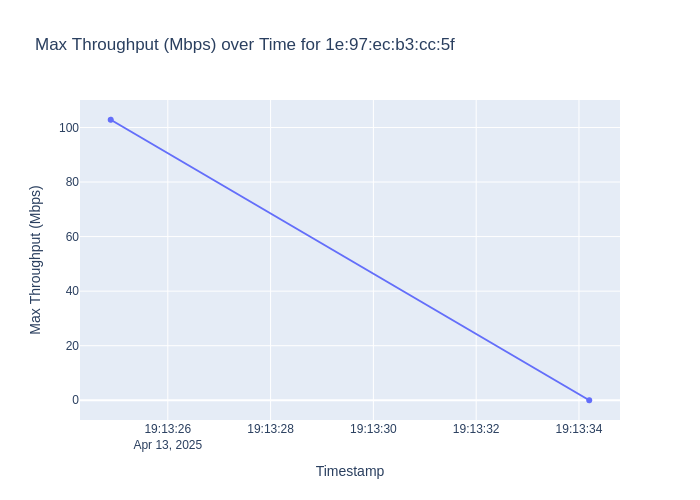 Max Throughput (Mbps) over Time for 1e:97:ec:b3:cc:5f
Max Throughput (Mbps)
100
80
60
40
20
0
19:13:26 19:13:28 19:13:30 19:13:32 19:13:34
Apr 13, 2025
Timestamp